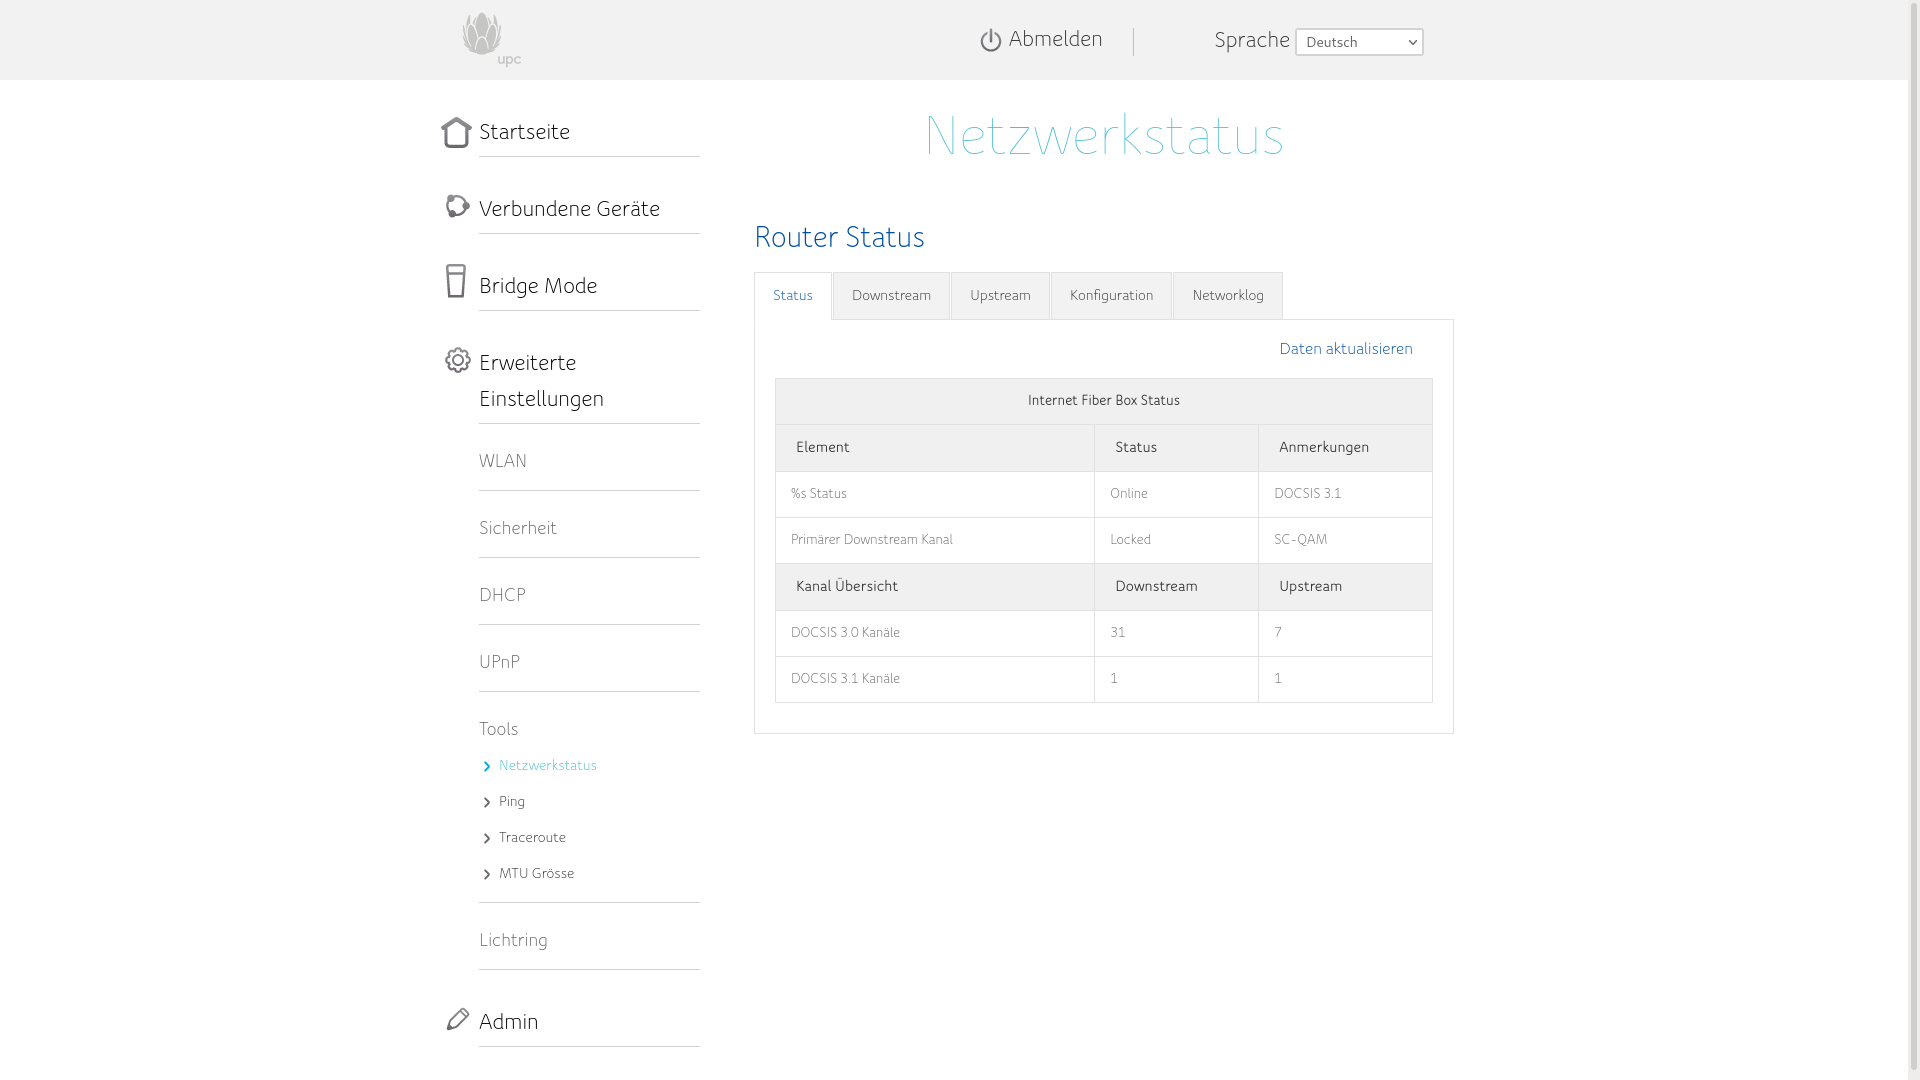 upc
Abmelden
Sprache Deutsch
Startseite
Verbundene Geräte
Bridge Mode
Erweiterte
Einstellungen
WLAN
Sicherheit
DHCP
UPnP
Tools
Netzwerkstatus
Ping
Traceroute
MTU Grösse
Lichtring
Admin
Netzwerkstatus
Router Status
Status Downstream Upstream Konfiguration Networklog
Daten aktualisieren
Internet Fiber Box Status
Element Status Anmerkungen
%s Status Online DOCSIS 3.1
Primärer Downstream Kanal Locked SC-QAM
Kanal Übersicht Downstream Upstream
DOCSIS 3.0 Kanäle 31 7
DOCSIS 3.1 Kanäle 1 1